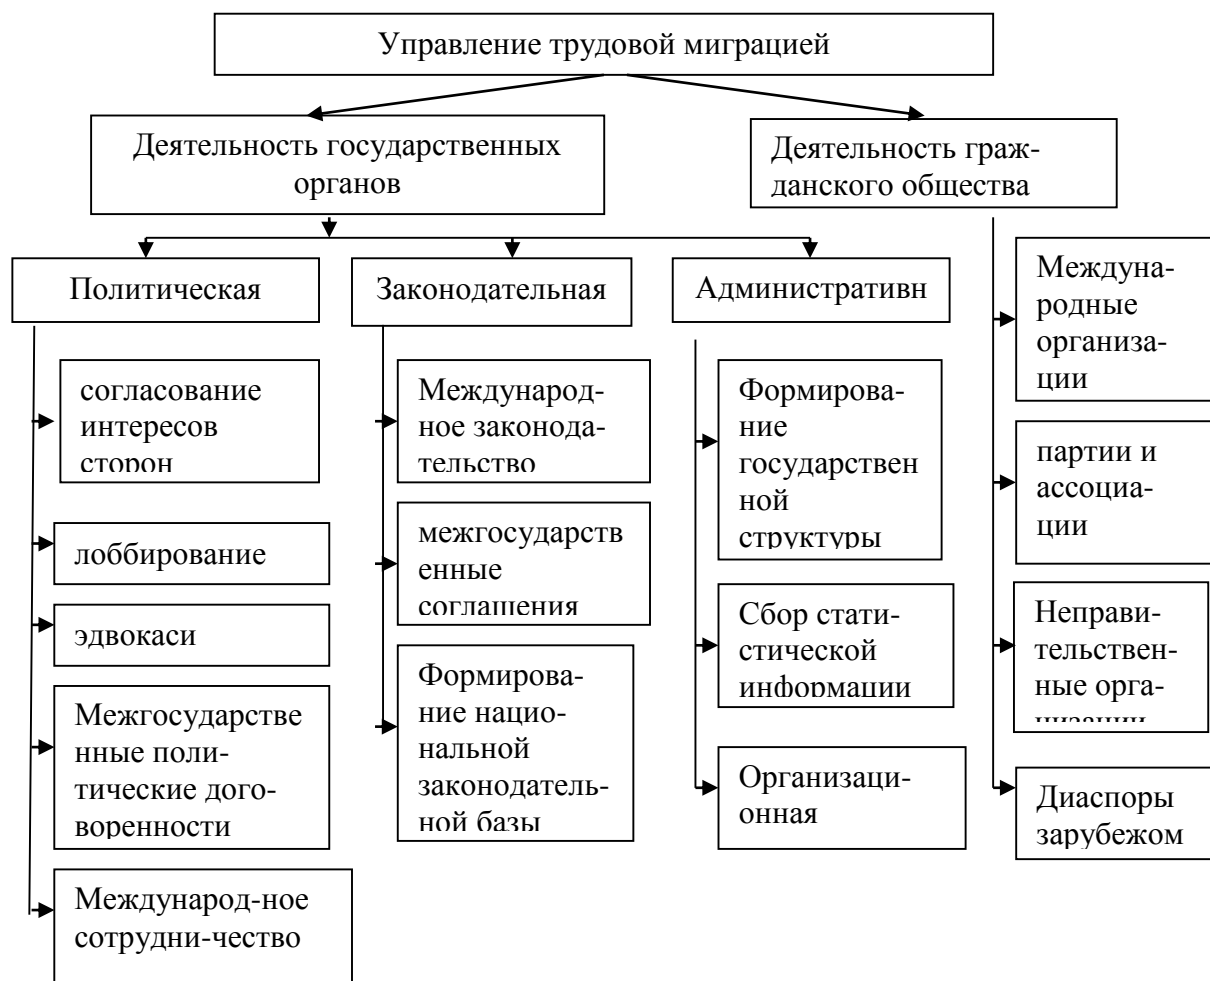 Управление трудовой миграцией
Деятельность государственных
органов
Деятельность граж-
данского общества
Политическая
Законодательная
Административн
согласование
интересов
сторон
лоббирование
эдвокаси
Межгосударстве
нные поли-
тические дого-
воренности
Международ-ное
сотрудни-чество
Международ-
ное законода-
тельство
межгосударств
енные
соглашения
Формирова-
ние нацио-
нальной
законодатель-
ной базы
Формирова-
ние
государствен
ной
структуры
Сбор стати-
стической
информации
Организаци-
онная
Междуна-
родные
организа-
ции
партии и
ассоциа-
ции
Неправи-
тельствен-
ные орга-
низации
Диаспоры
зарубежом